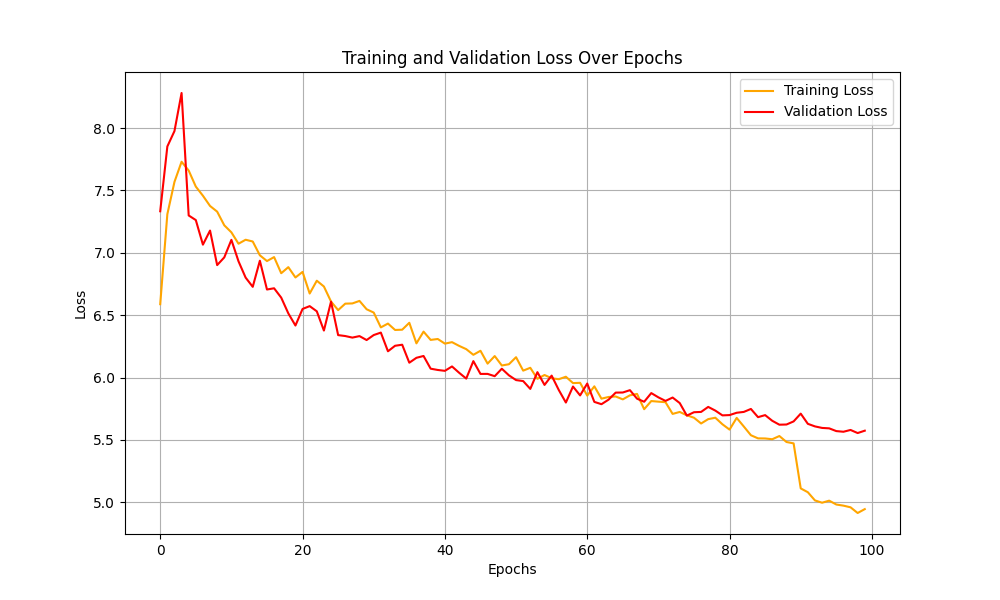 Training and Validation Loss Over Epochs
Training Loss
Validation Loss
8.0
7.5
7.0
6.5
6.0
5.5
5.0
Loss
0 20 40 60 80 100
Epochs